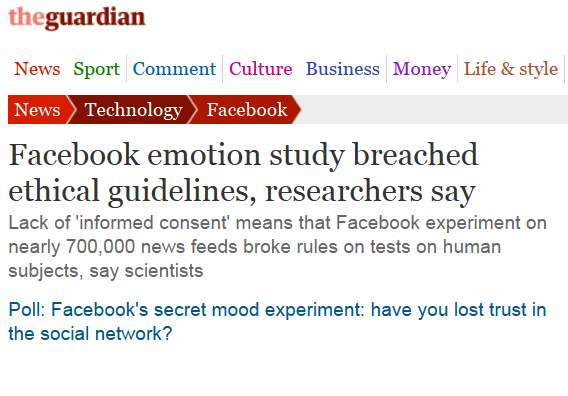 theguardian
News Sport Comment Culture Business Money Life & style
News Technology Facebook
Facebook emotion study breached
ethical guidelines, researchers say
Lack of 'informed consent' means that Facebook experiment on
nearly 700,000 news feeds broke rules on tests on human
subjects, say scientists
Poll: Facebook's secret mood experiment: have you lost trust in
the social network?